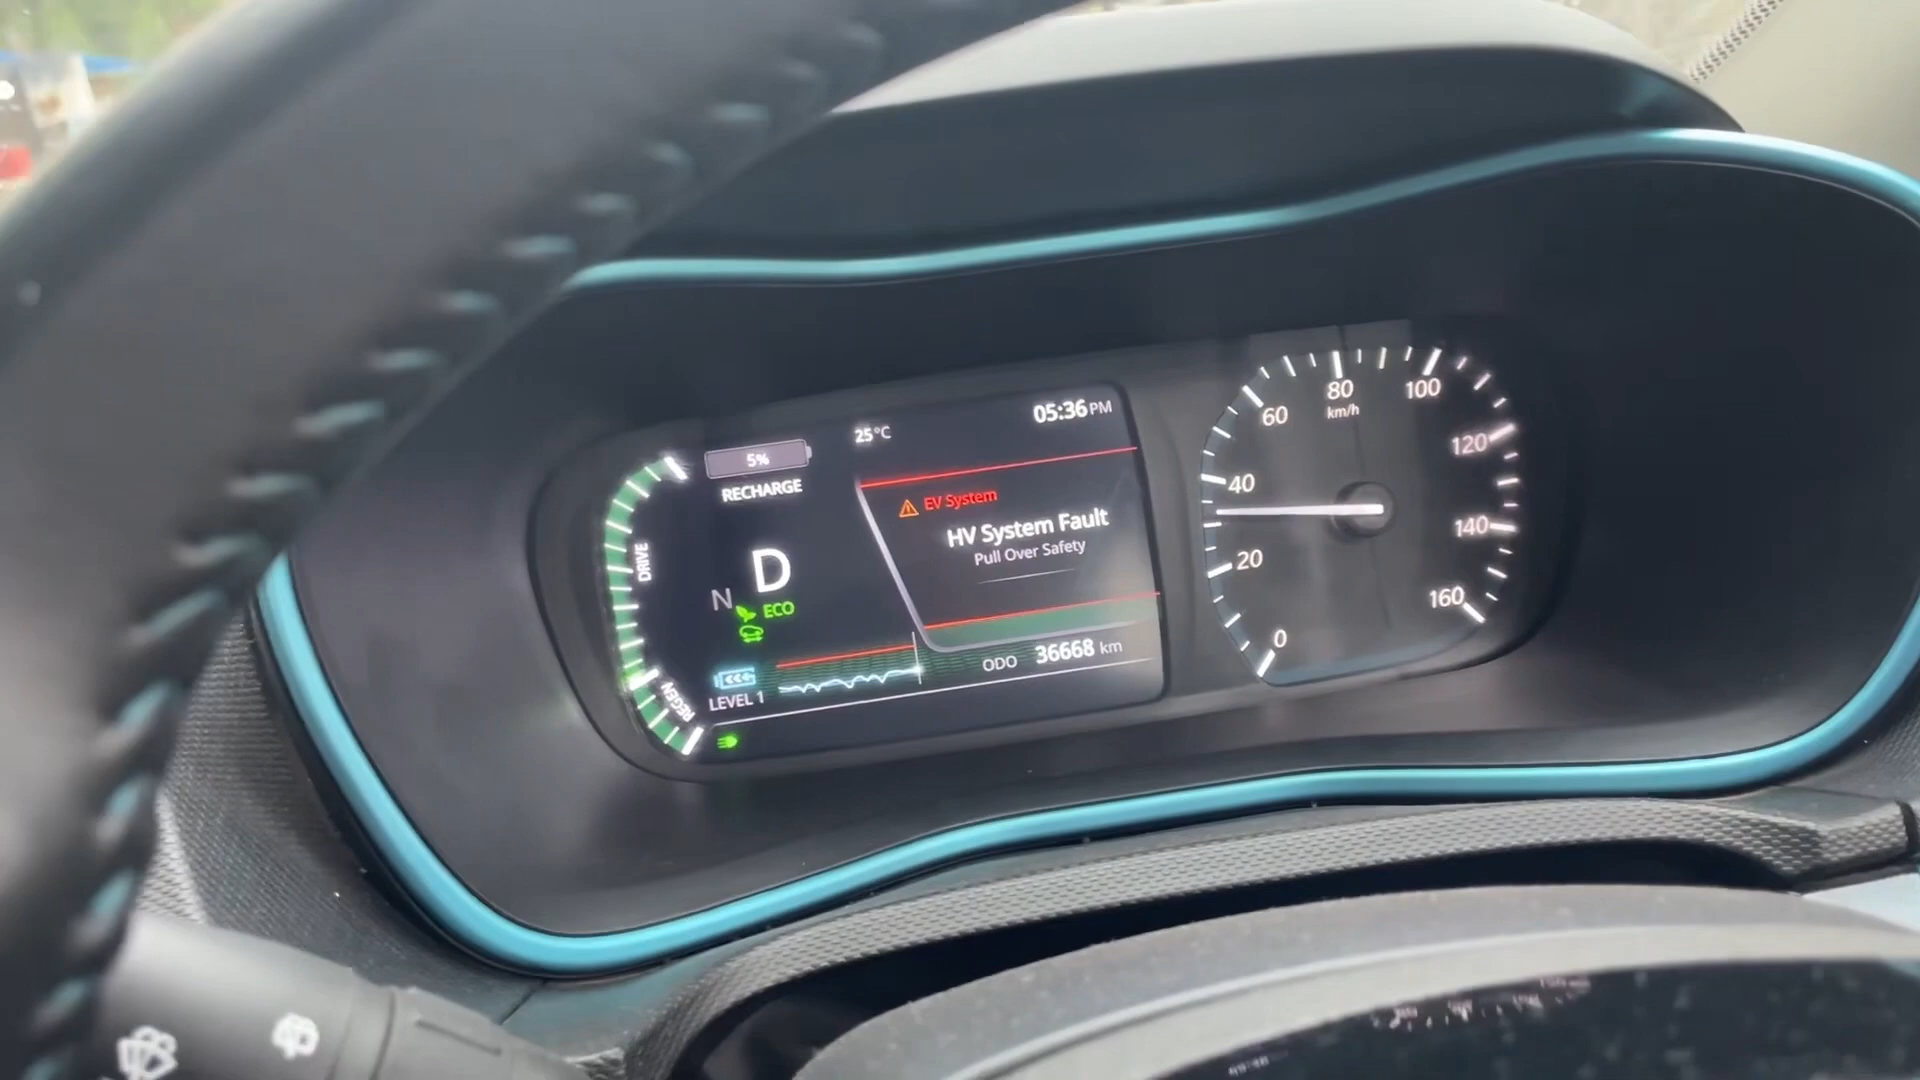 05:36 PM
25°C
5%
RECHARGE
EV System
HV System Fault
Pull Over Safety
DRIVE
D
N
ECO
REGEN
LEVEL 1
ODO 36668 km
0
20
40
60
80
km/h
100
120
140
160